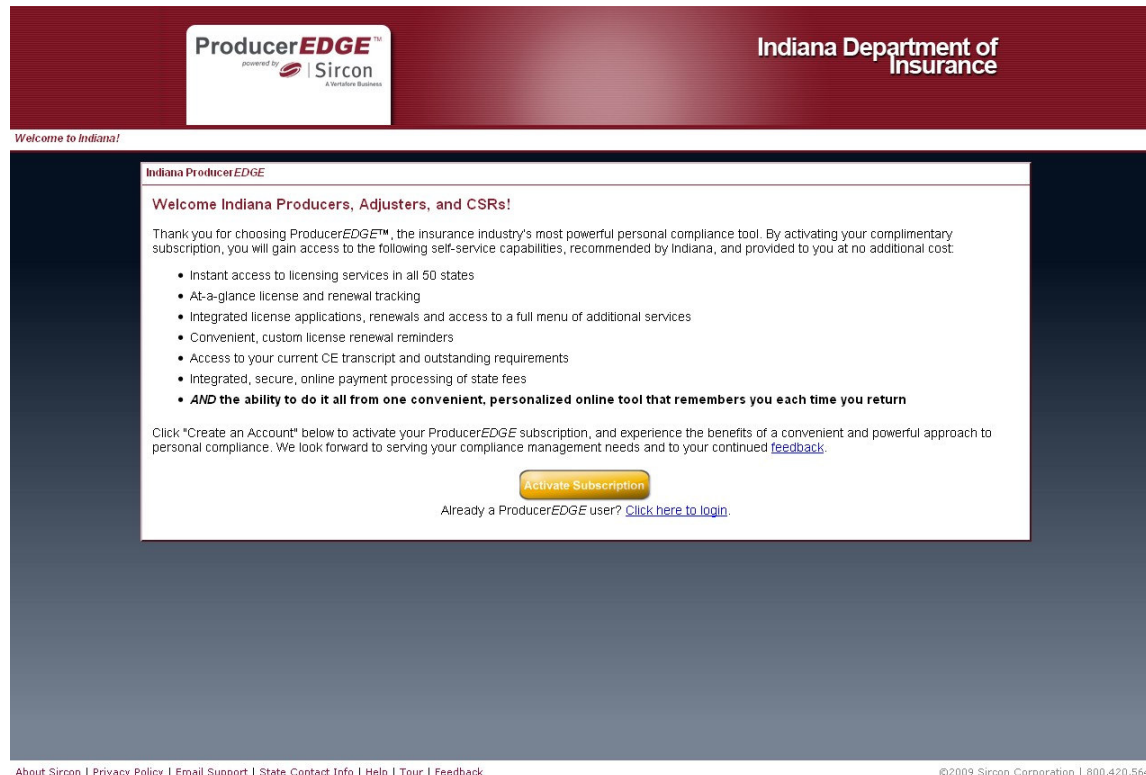 ProducerEDGE™
powered by Sircon
A Vertafore Business
Indiana Department of
Insurance
Welcome to Indiana!
Indiana ProducerEDGE
Welcome Indiana Producers, Adjusters, and CSRs!
Thank you for choosing ProducerEDGE™, the insurance industry's most powerful personal compliance tool. By activating your complimentary
subscription, you will gain access to the following self-service capabilities, recommended by Indiana, and provided to you at no additional cost:
• Instant access to licensing services in all 50 states
• At-a-glance license and renewal tracking
• Integrated license applications, renewals and access to a full menu of additional services
• Convenient, custom license renewal reminders
• Access to your current CE transcript and outstanding requirements
• Integrated, secure, online payment processing of state fees
• AND the ability to do it all from one convenient, personalized online tool that remembers you each time you return
Click "Create an Account" below to activate your ProducerEDGE subscription, and experience the benefits of a convenient and powerful approach to
personal compliance. We look forward to serving your compliance management needs and to your continued feedback.
Activate Subscription
Already a ProducerEDGE user? Click here to login.
About Sircon | Privacy Policy | Email Support | State Contact Info | Help | Tour | Feedback
©2009 Sircon Corporation | 800.420.56